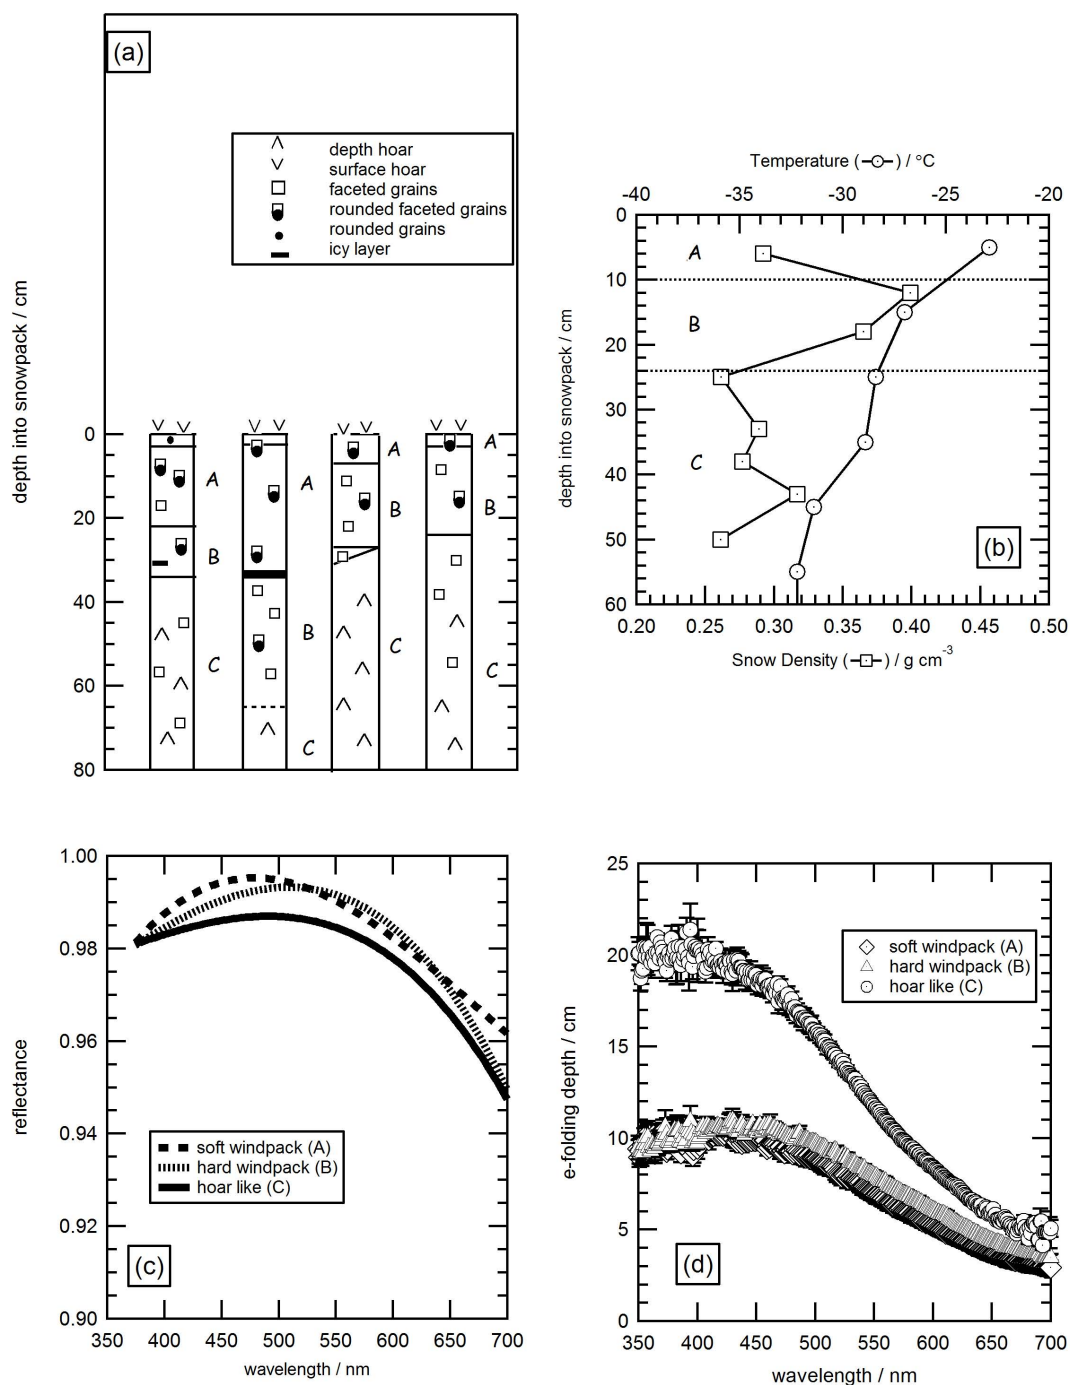 (a)
depth hoar
surface hoar
faceted grains
rounded faceted grains
rounded grains
icy layer
depth into snowpack / cm
0
20
40
60
80
A
B
C
A
B
C
A
B
C
A
B
C
Temperature ( ) / °C
-40 -35 -30 -25 -20
depth into snowpack / cm
0
10
20
30
40
50
60
A
B
C
(b)
0.20 0.25 0.30 0.35 0.40 0.45 0.50
Snow Density ( ) / g cm⁻³
reflectance
1.00
0.98
0.96
0.94
0.92
0.90
soft windpack (A)
hard windpack (B)
hoar like (C)
(c)
350 400 450 500 550 600 650 700
wavelength / nm
e-folding depth / cm
25
20
15
10
5
0
soft windpack (A)
hard windpack (B)
hoar like (C)
(d)
350 400 450 500 550 600 650 700
wavelength / nm